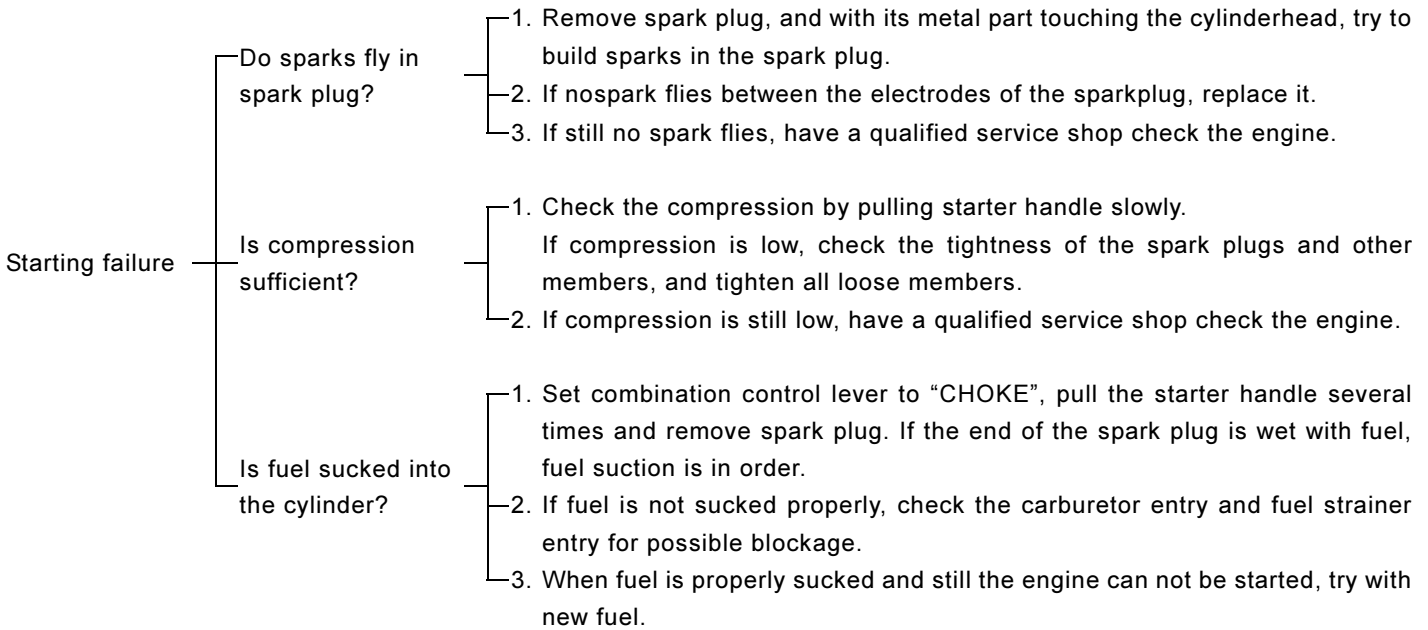 Starting failure
Do sparks fly in
spark plug?
1. Remove spark plug, and with its metal part touching the cylinderhead, try to
build sparks in the spark plug.
2. If nospark flies between the electrodes of the sparkplug, replace it.
3. If still no spark flies, have a qualified service shop check the engine.
Is compression
sufficient?
1. Check the compression by pulling starter handle slowly.
If compression is low, check the tightness of the spark plugs and other
members, and tighten all loose members.
2. If compression is still low, have a qualified service shop check the engine.
Is fuel sucked into
the cylinder?
1. Set combination control lever to “CHOKE”, pull the starter handle several
times and remove spark plug. If the end of the spark plug is wet with fuel,
fuel suction is in order.
2. If fuel is not sucked properly, check the carburetor entry and fuel strainer
entry for possible blockage.
3. When fuel is properly sucked and still the engine can not be started, try with
new fuel.